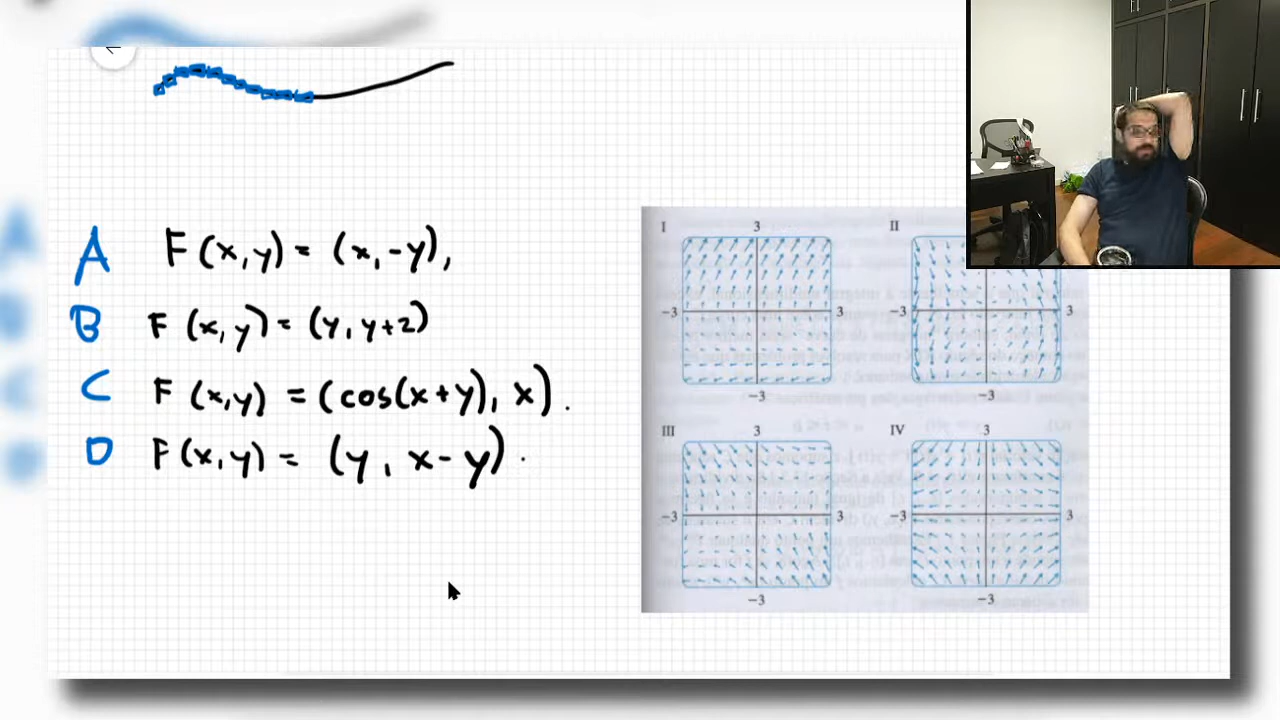 A F(x,y) = (x,-y),
B F(x,y) = (y, y+2)
C F(x,y) = (cos(x+y), x).
D F(x,y) = (y, x-y).
I 3
-3 3
-3
II
-3 3
-3
III 3
-3 3
-3
IV 3
-3 3
-3